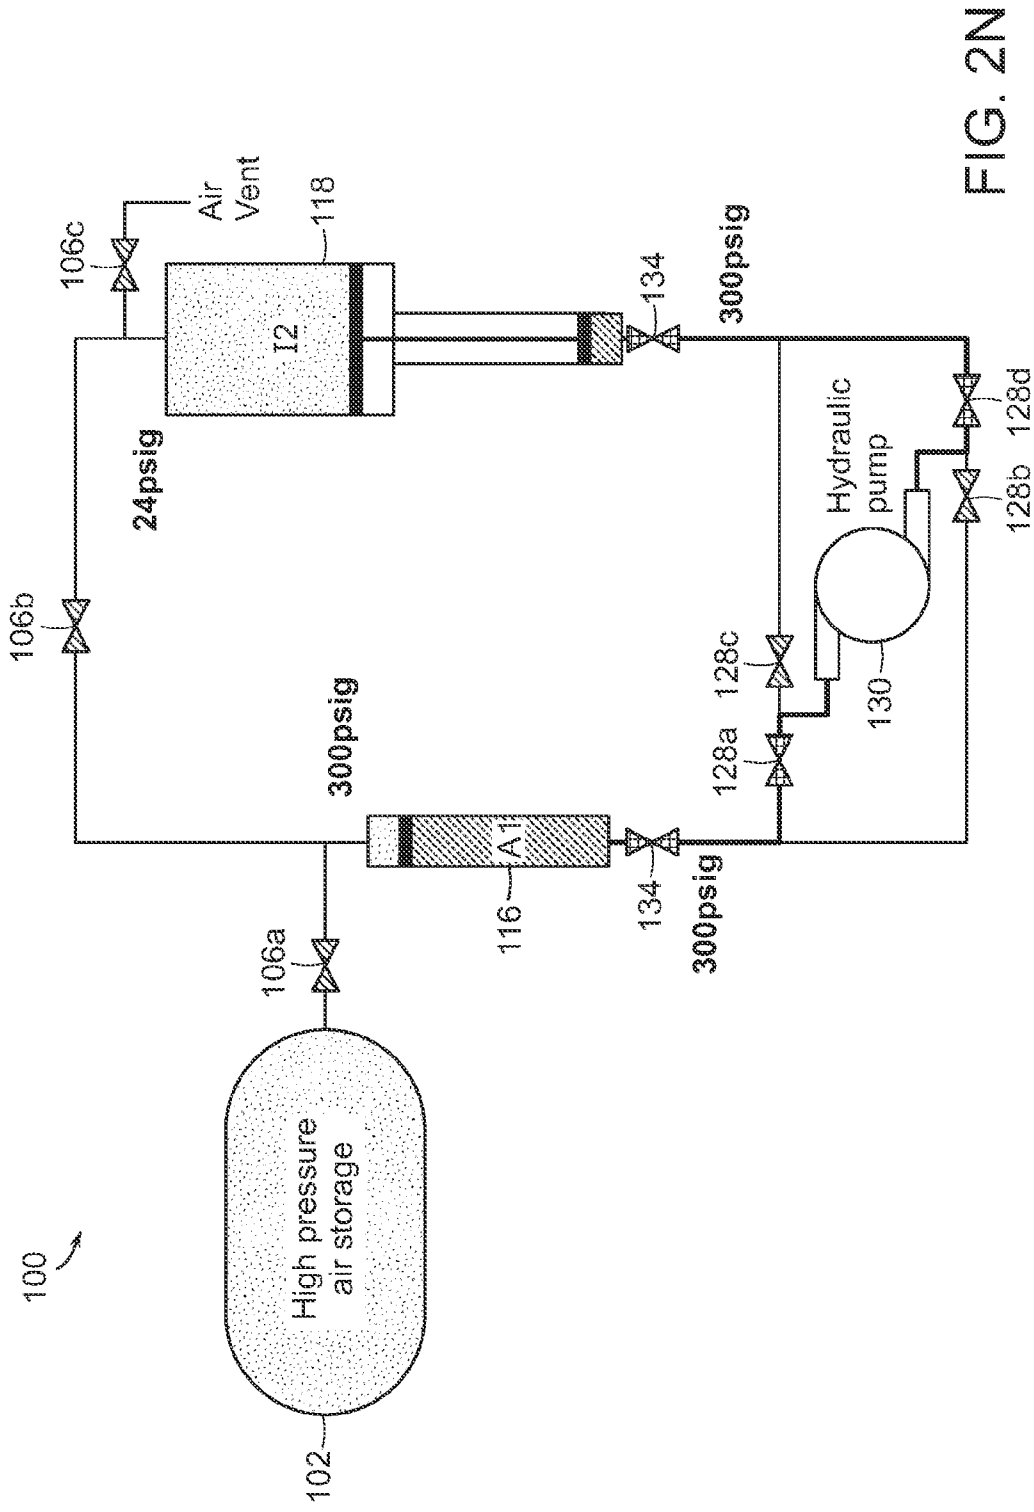 100
102
High pressure
air storage
106a
106b
106c
Air
Vent
118
I2
24psig
300psig
A1
116
134
300psig
134
300psig
128a
128c
Hydraulic
pump
130
128b
128d
FIG. 2N